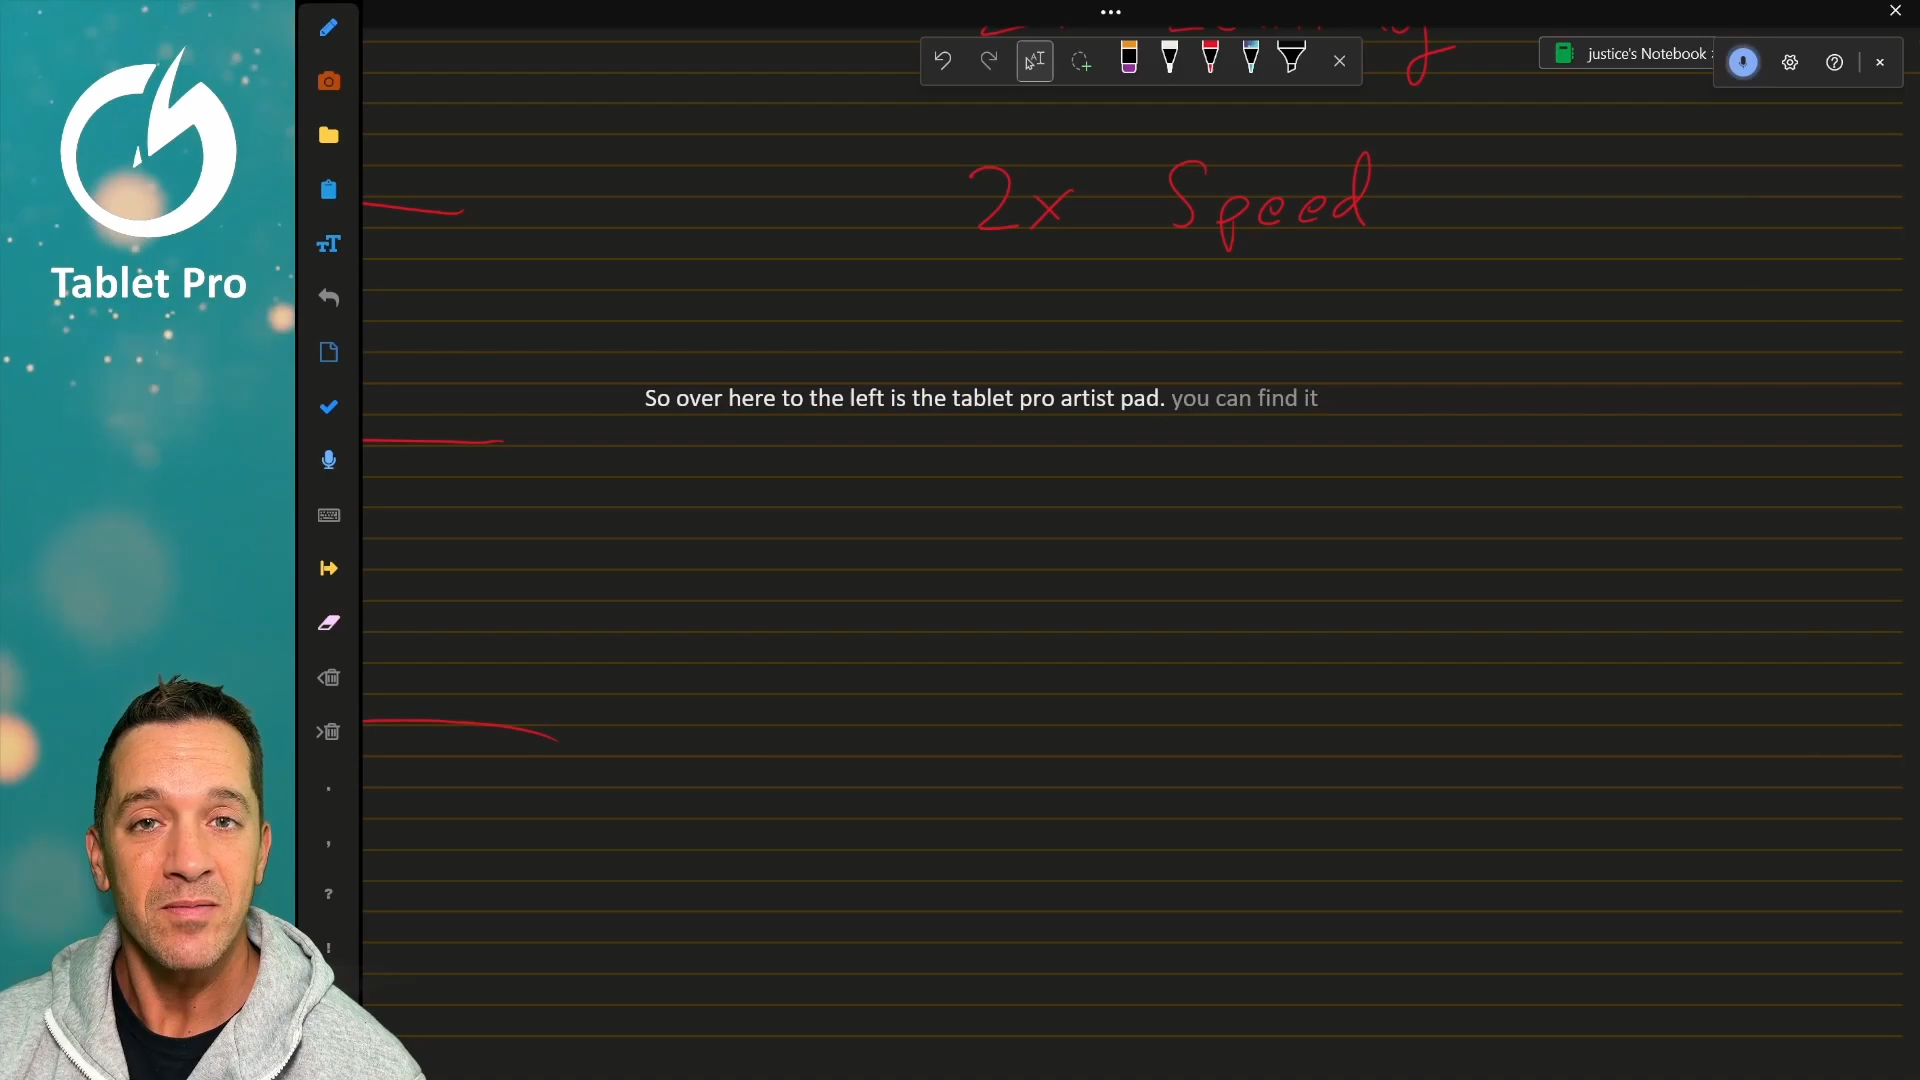 justice's Notebook
2x Speed
Tablet Pro
So over here to the left is the tablet pro artist pad. you can find it